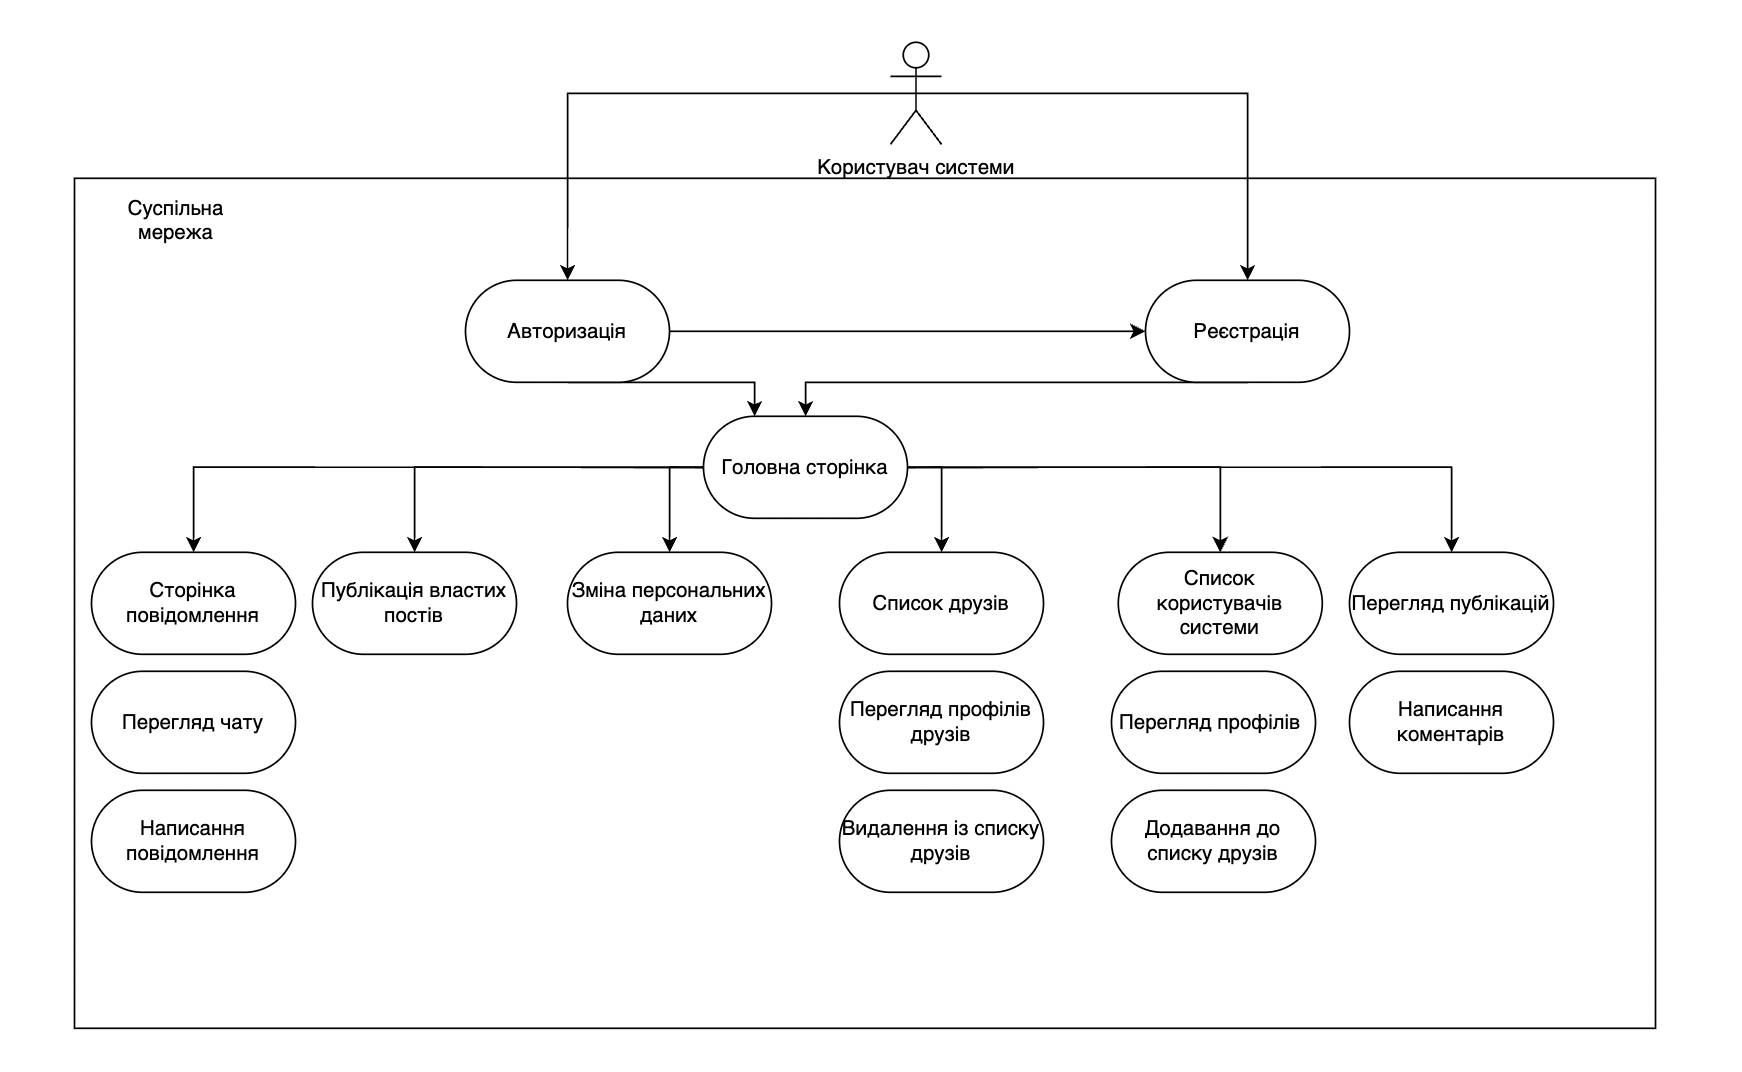 Користувач системи
Суспільна
мережа
Авторизація
Реєстрація
Головна сторінка
Сторінка
повідомлення
Публікація властих
постів
Зміна персональних
даних
Список друзів
Список
користувачів
системи
Перегляд публікацій
Перегляд чату
Перегляд профілів
друзів
Перегляд профілів
Написання
коментарів
Написання
повідомлення
Видалення із списку
друзів
Додавання до
списку друзів